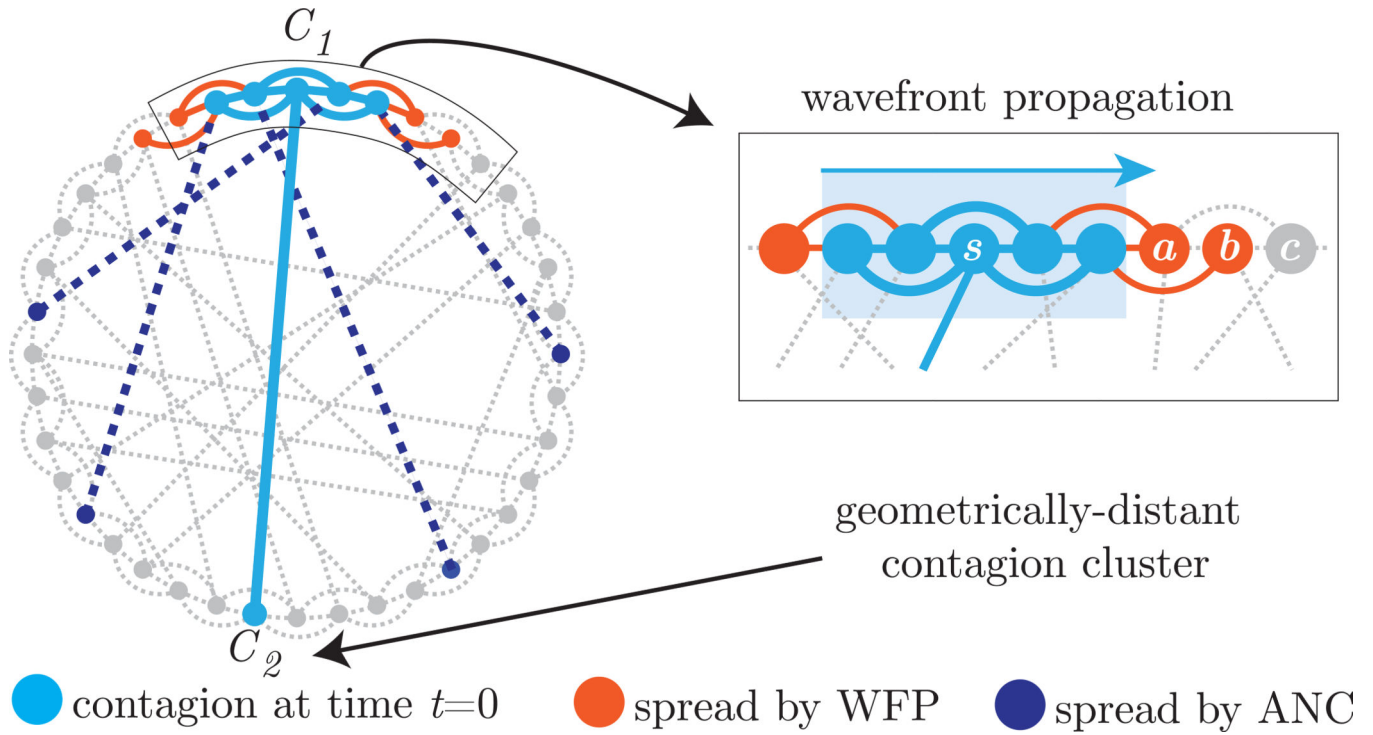 C1
wavefront propagation
s a b c
geometrically-distant
contagion cluster
C2
contagion at time t=0
spread by WFP
spread by ANC